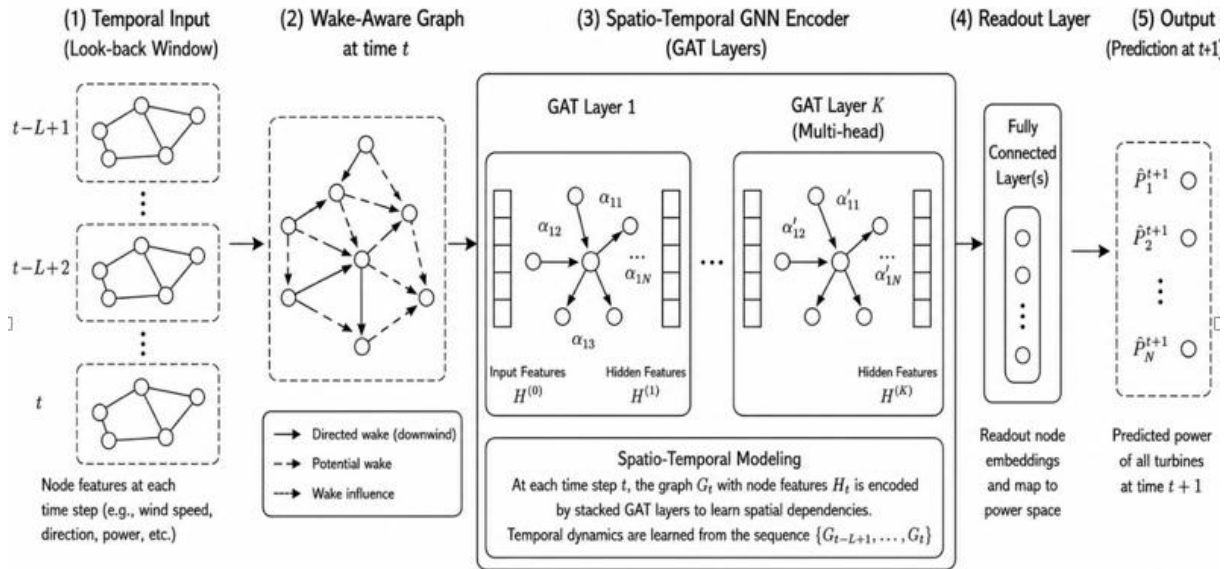 (1) Temporal Input
(Look-back Window)
t−L+1
t−L+2
t
Node features at each
time step (e.g., wind speed,
direction, power, etc.)
(2) Wake-Aware Graph
at time t
Directed wake (downwind)
Potential wake
Wake influence
(3) Spatio-Temporal GNN Encoder
(GAT Layers)
GAT Layer 1
α₁₁
α₁₂
...
α₁N
α₁₃
Input Features
H⁽⁰⁾
Hidden Features
H⁽¹⁾
...
GAT Layer K
(Multi-head)
α′₁₁
α′₁₂
...
α′₁N
Hidden Features
H⁽ᴷ⁾
Spatio-Temporal Modeling
At each time step t, the graph Gₜ with node features Hₜ is encoded
by stacked GAT layers to learn spatial dependencies.
Temporal dynamics are learned from the sequence {Gₜ₋L₊₁, . . . , Gₜ}
(4) Readout Layer
Fully
Connected
Layer(s)
Readout node
embeddings
and map to
power space
(5) Output
(Prediction at t+1)
P̂₁ᵗ⁺¹
P̂₂ᵗ⁺¹
P̂Nᵗ⁺¹
Predicted power
of all turbines
at time t + 1